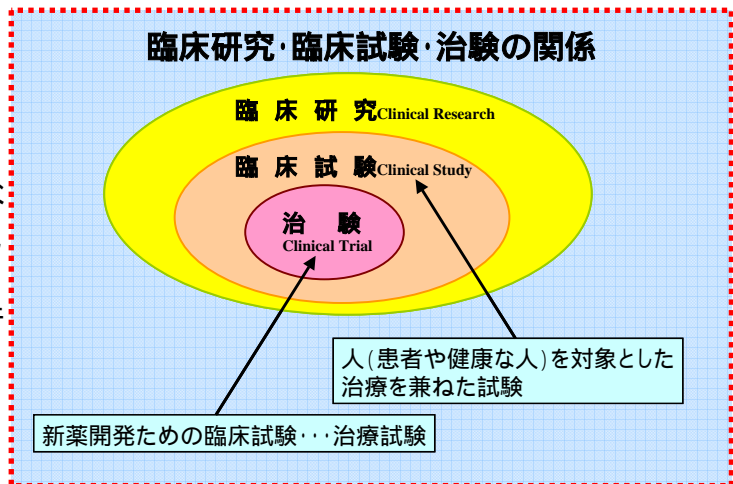 臨床研究・臨床試験・治験の関係
臨 床 研 究Clinical Research
臨 床 試 験Clinical Study
治 験
Clinical Trial
人(患者や健康な人)を対象とした
治療を兼ねた試験
新薬開発ための臨床試験・・・治療試験